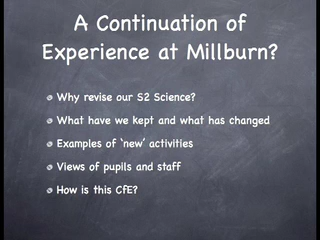 A Continuation of
Experience at Millburn?
Why revise our S2 Science?
What have we kept and what has changed
Examples of 'new' activities
Views of pupils and staff
How is this CfE?